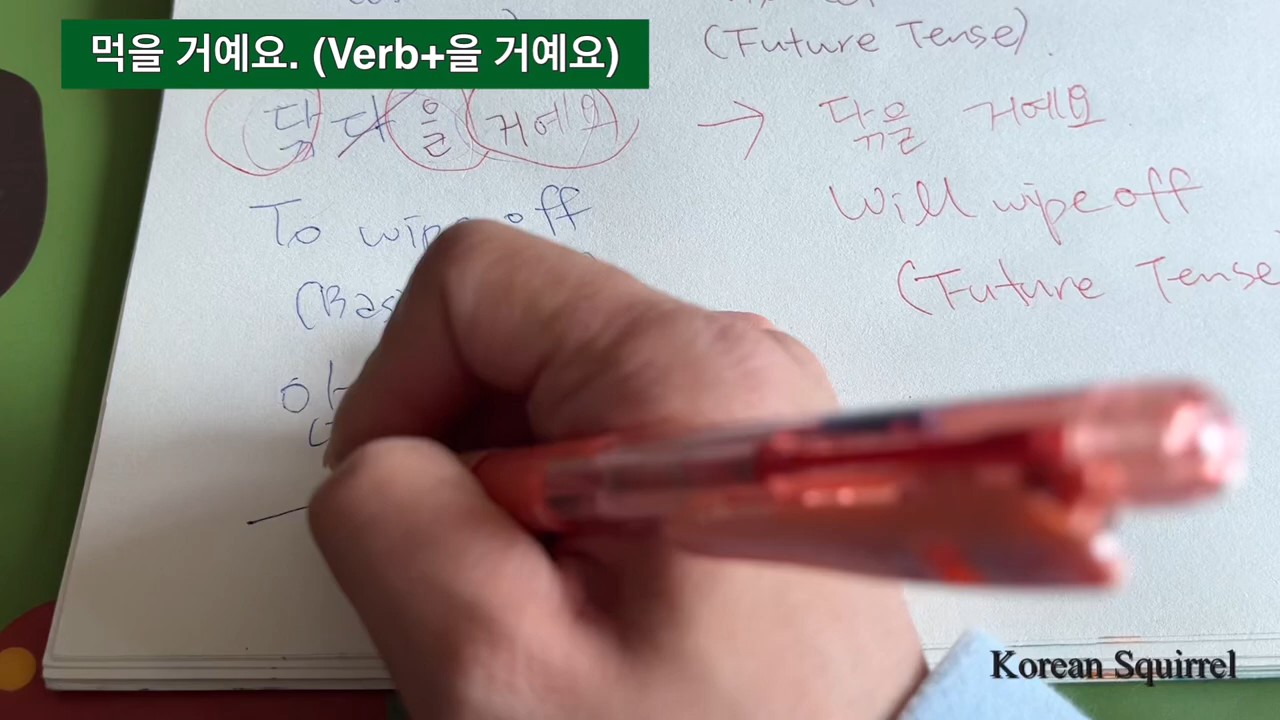 먹을 거예요. (Verb+을 거예요)
(Future Tense)
닦다 을 거예요 → 닦을 거예요
To wipe off
Will wipe off
(Bas
(Future Tense
Korean Squirrel